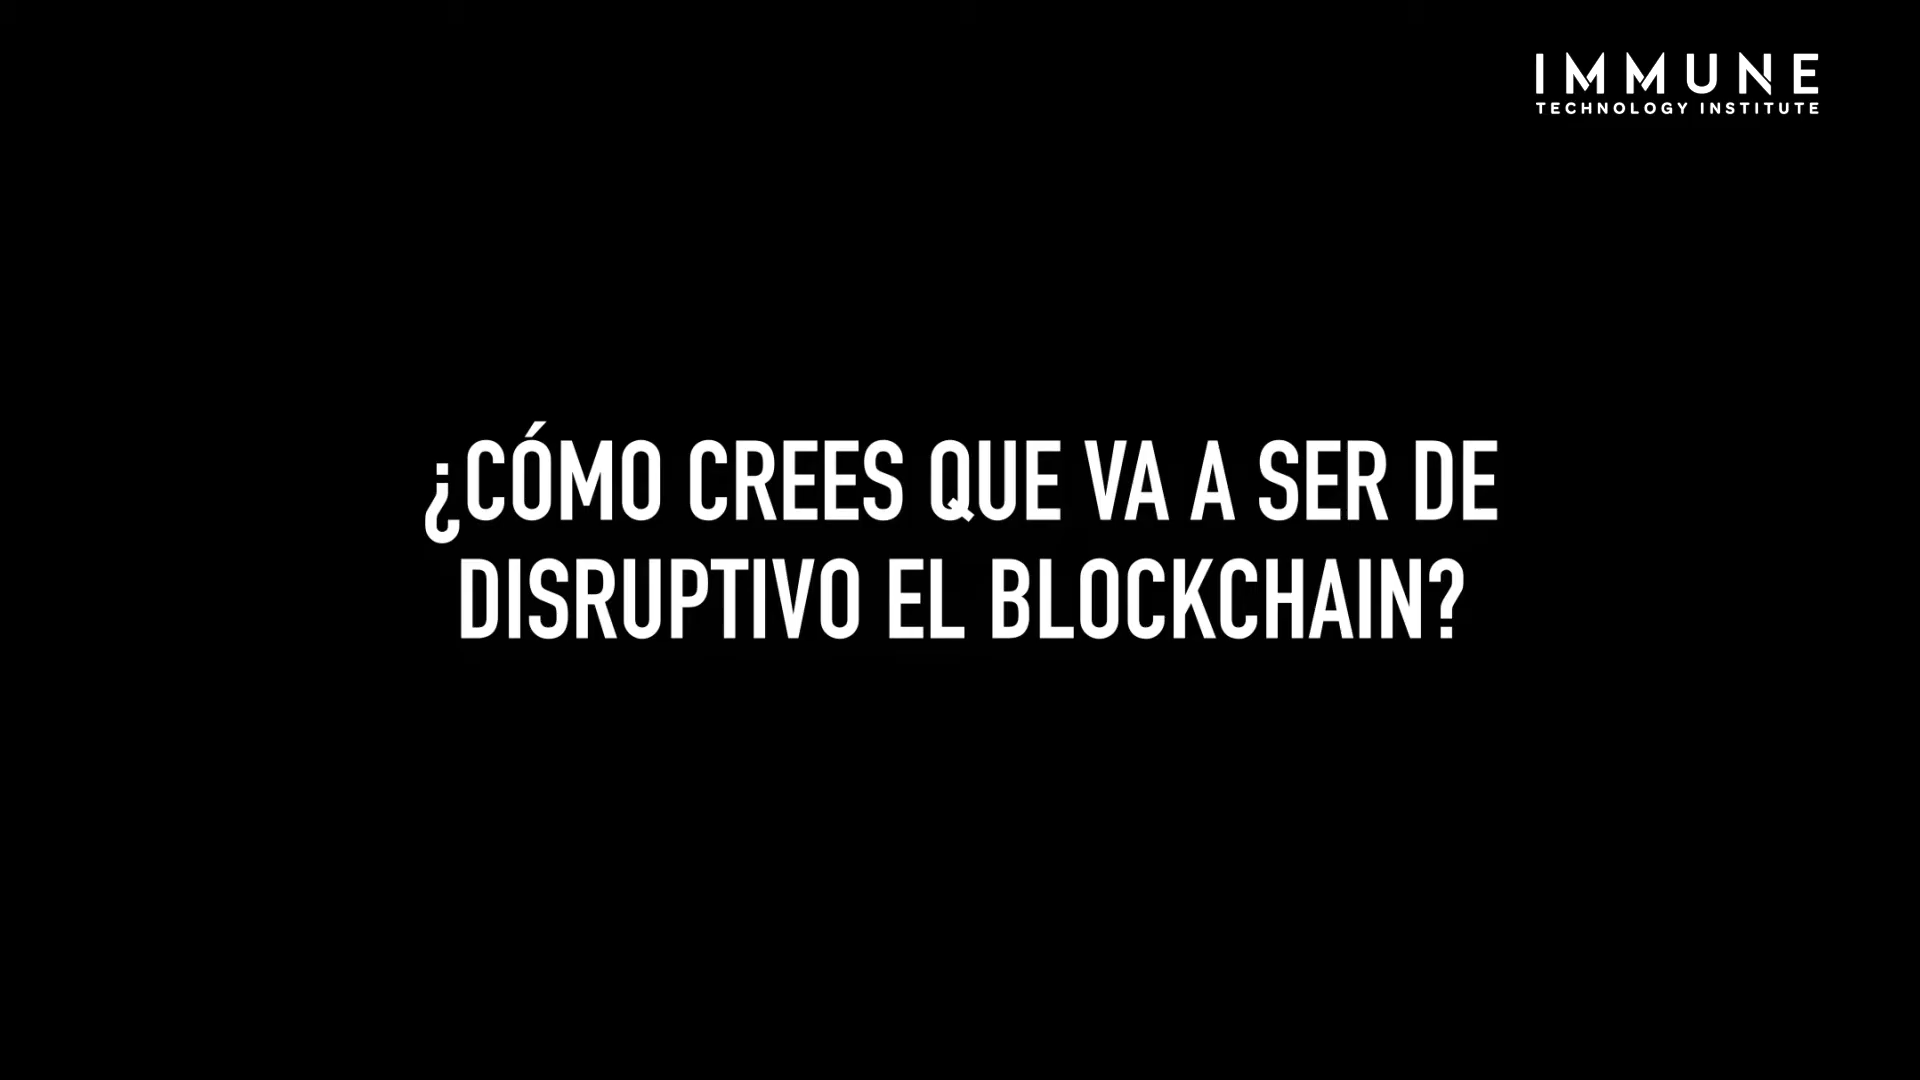 IMMUNE
TECHNOLOGY INSTITUTE
¿CÓMO CREES QUE VA A SER DE
DISRUPTIVO EL BLOCKCHAIN?